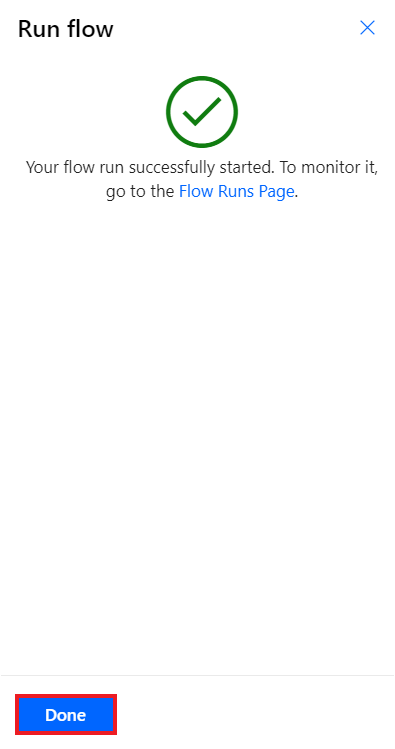 Run flow
Your flow run successfully started. To monitor it,
go to the Flow Runs Page.
Done